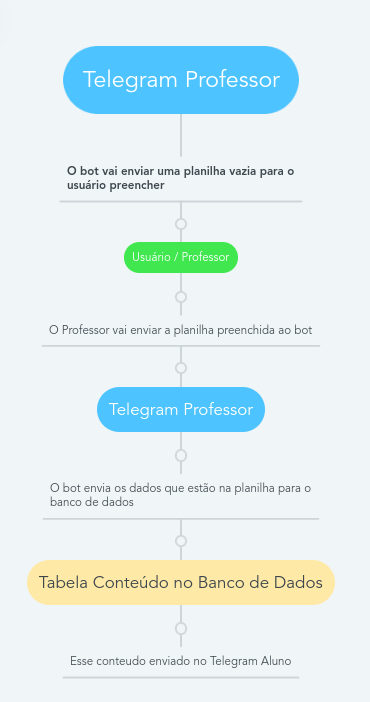 Telegram Professor
O bot vai enviar uma planilha vazia para o
usuário preencher
Usuário / Professor
O Professor vai enviar a planilha preenchida ao bot
Telegram Professor
O bot envia os dados que estão na planilha para o
banco de dados
Tabela Conteúdo no Banco de Dados
Esse conteudo enviado no Telegram Aluno